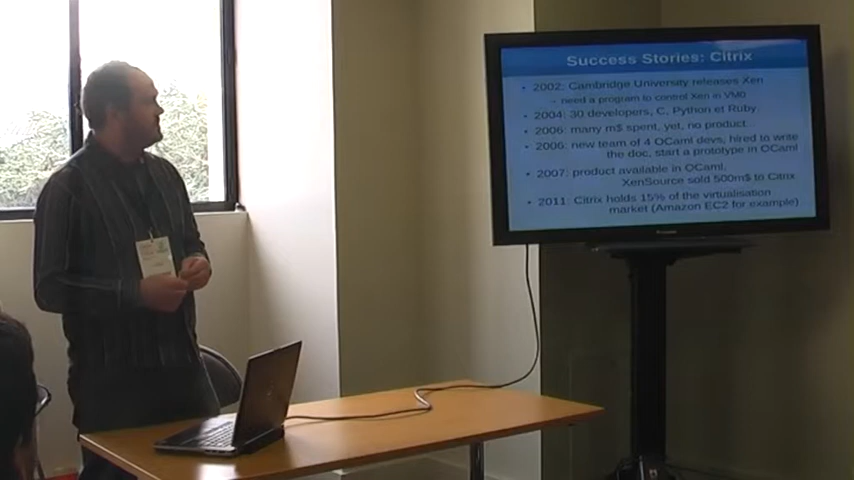 Success Stories: Citrix
• 2002: Cambridge University releases Xen
– need a program to control Xen in VM0
• 2004: 30 developers, C, Python et Ruby
• 2006: many m$ spent, yet, no product...
• 2006: new team of 4 OCaml devs, hired to write
the doc, start a prototype in OCaml
• 2007: product available in OCaml,
XenSource sold 500m$ to Citrix
• 2011: Citrix holds 15% of the virtualisation
market (Amazon EC2 for example)